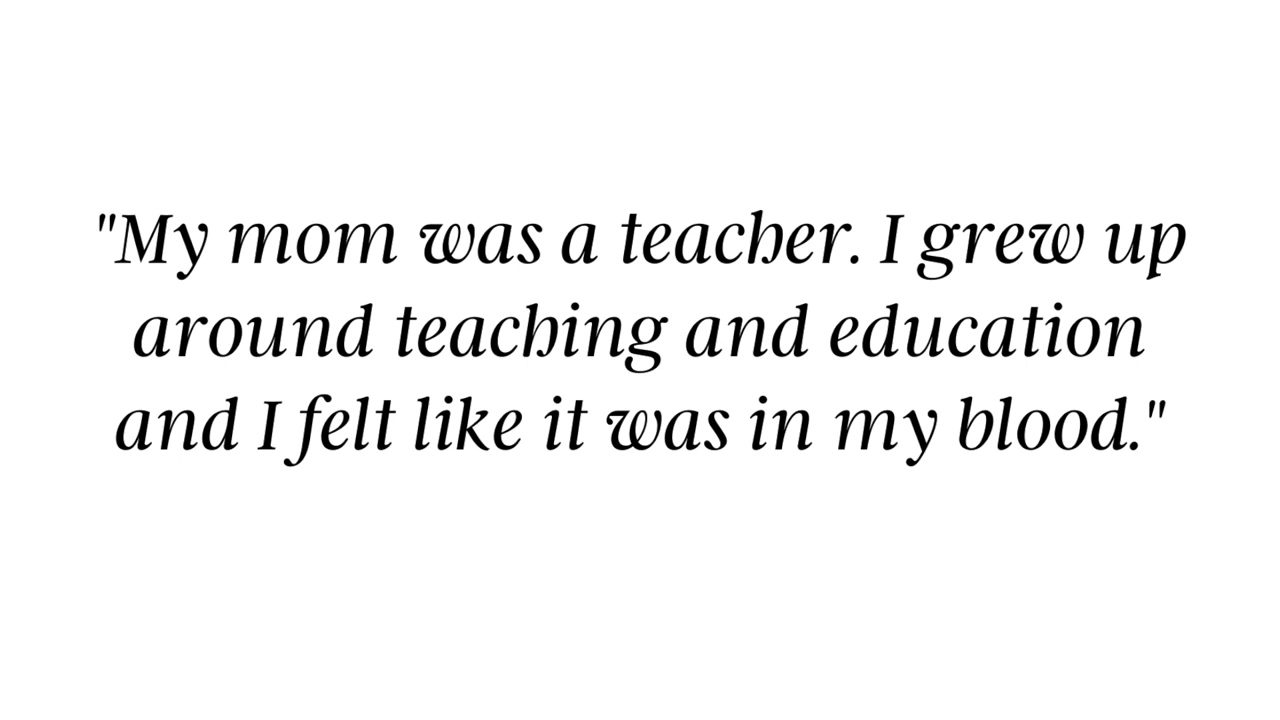 "My mom was a teacher. I grew up
around teaching and education
and I felt like it was in my blood."